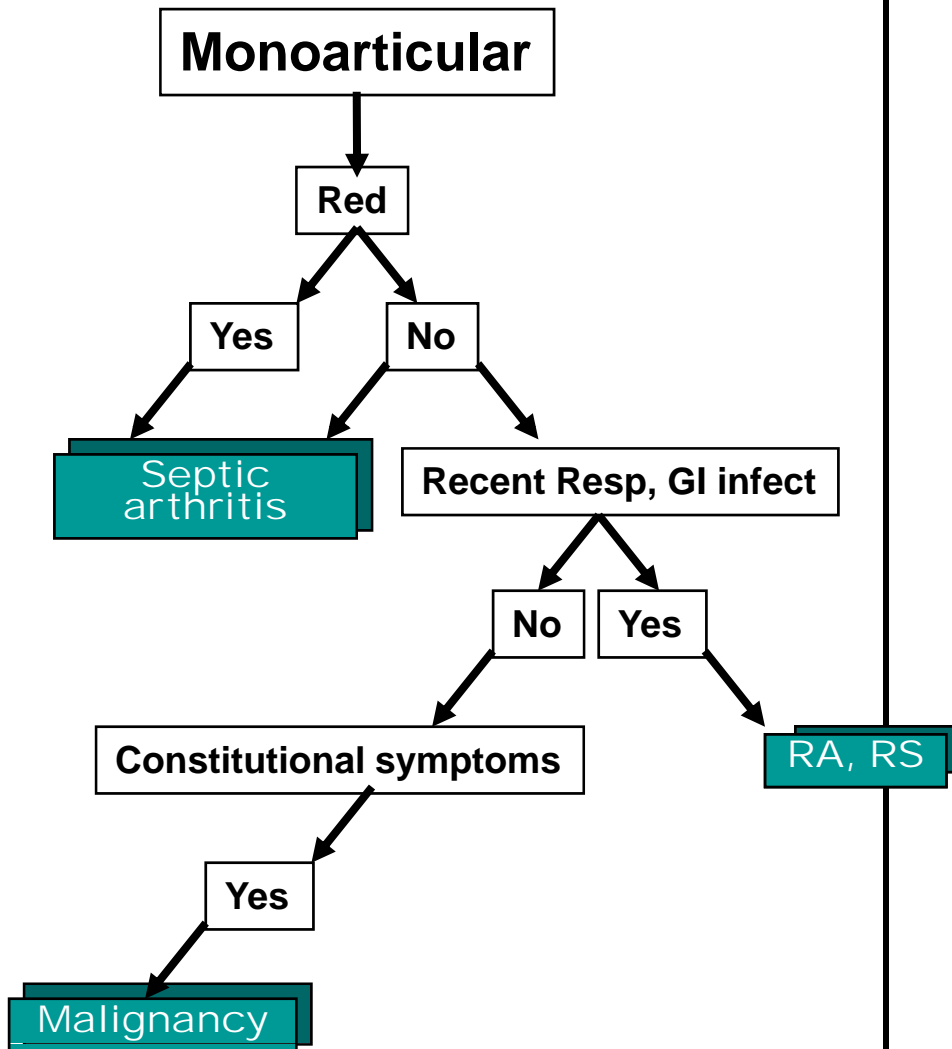 Monoarticular
Red
Yes
No
Septic
arthritis
Recent Resp, GI infect
No
Yes
Constitutional symptoms
RA, RS
Yes
Malignancy